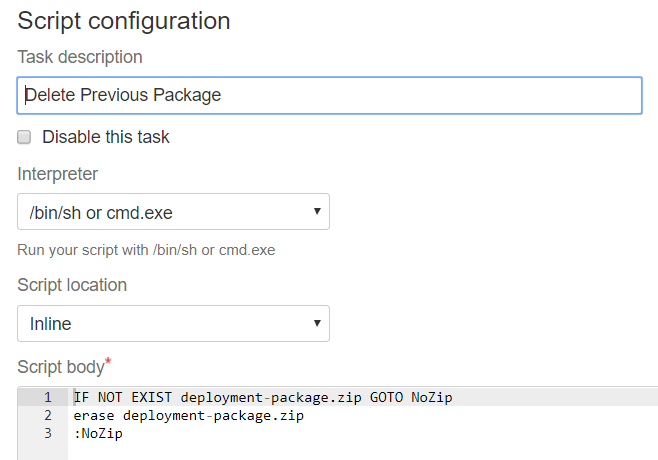 Script configuration
Task description
Delete Previous Package
Disable this task
Interpreter
/bin/sh or cmd.exe
Run your script with /bin/sh or cmd.exe
Script location
Inline
Script body*
1 IF NOT EXIST deployment-package.zip GOTO NoZip
2 erase deployment-package.zip
3 :NoZip